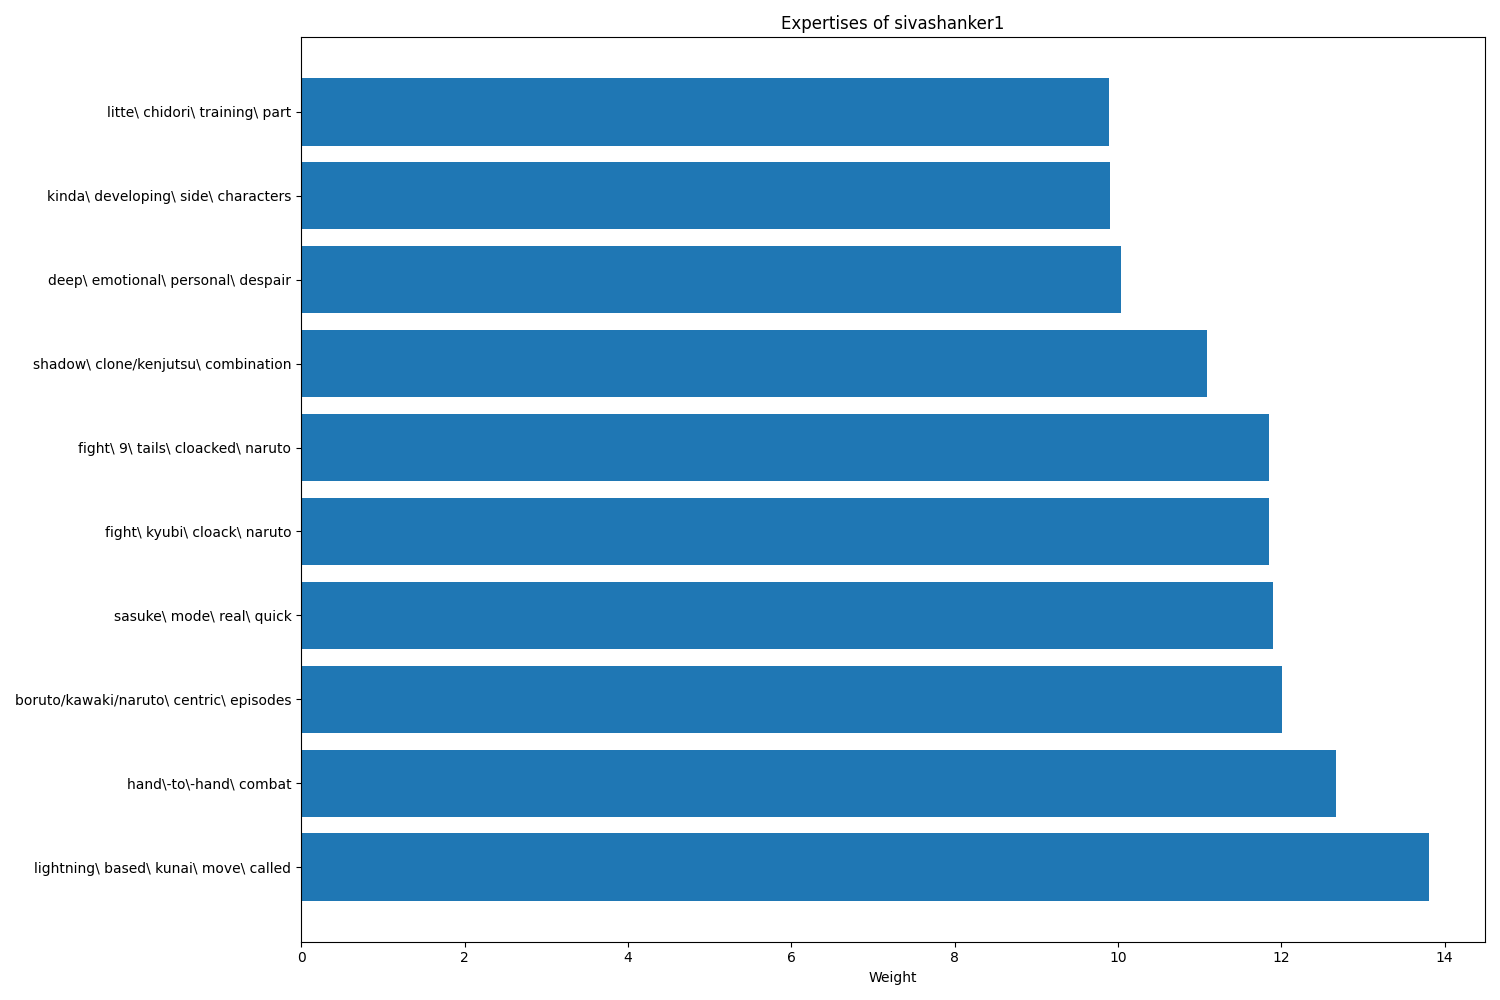 Expertises of sivashanker1
litte\ chidori\ training\ part
kinda\ developing\ side\ characters
deep\ emotional\ personal\ despair
shadow\ clone/kenjutsu\ combination
fight\ 9\ tails\ cloacked\ naruto
fight\ kyubi\ cloack\ naruto
sasuke\ mode\ real\ quick
boruto/kawaki/naruto\ centric\ episodes
hand\-to\-hand\ combat
lightning\ based\ kunai\ move\ called
0 2 4 6 8 10 12 14
Weight